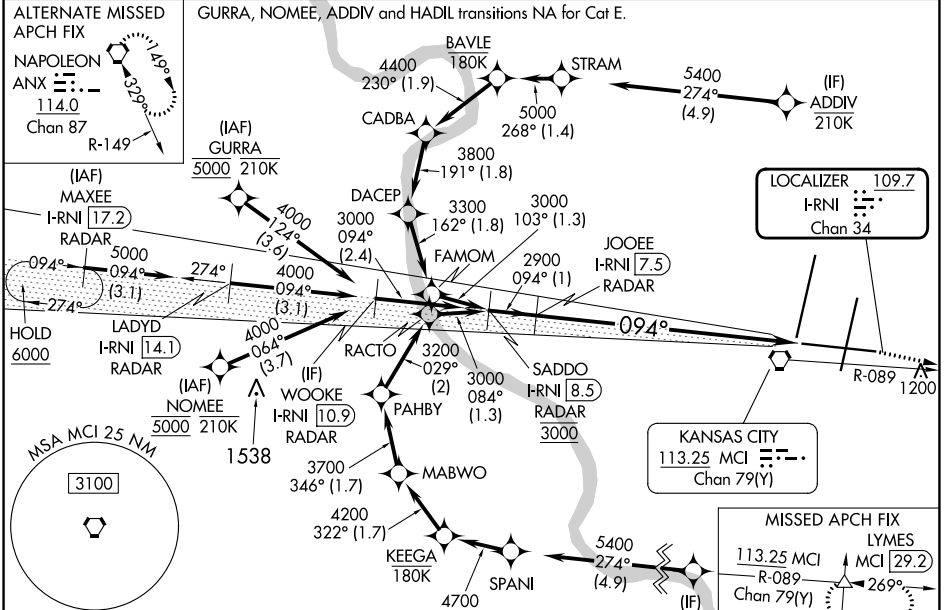 ALTERNATE MISSED
APCH FIX
NAPOLEON
ANX
114.0
Chan 87
149°
329°
R-149
GURRA, NOMEE, ADDIV and HADIL transitions NA for Cat E.
BAVLE
180K
STRAM
4400
230° (1.9)
5000
268° (1.4)
5400
274°
(4.9)
(IF)
ADDIV
210K
CADBA
3800
191° (1.8)
(IAF)
GURRA
5000 210K
DACEP
3300
162° (1.8)
3000
103° (1.3)
LOCALIZER 109.7
I-RNI
Chan 34
(IAF)
MAXEE
I-RNI 17.2
RADAR
4000
124°
(3.6)
3000
094°
(2.4)
FAMOM
2900
094° (1)
JOOEE
I-RNI 7.5
RADAR
094°
5000
094°
(3.1)
274°
4000
094°
(3.1)
274°
094°
HOLD
6000
LADYD
I-RNI 14.1
RADAR
4000
064°
(3.7)
RACTO
3200
029°
(2)
3000
084°
(1.3)
SADDO
I-RNI 8.5
RADAR
3000
R-089
1200
(IAF)
NOMEE
5000 210K
(IF)
WOOKE
I-RNI 10.9
RADAR
1538
PAHBY
KANSAS CITY
113.25 MCI
Chan 79(Y)
MSA MCI 25 NM
3100
3700
346° (1.7)
MABWO
4200
322° (1.7)
KEEGA
180K
SPANI
4700
5400
274°
(4.9)
(IF)
MISSED APCH FIX
LYMES
MCI 29.2
113.25 MCI
R-089
Chan 79(Y)
269°